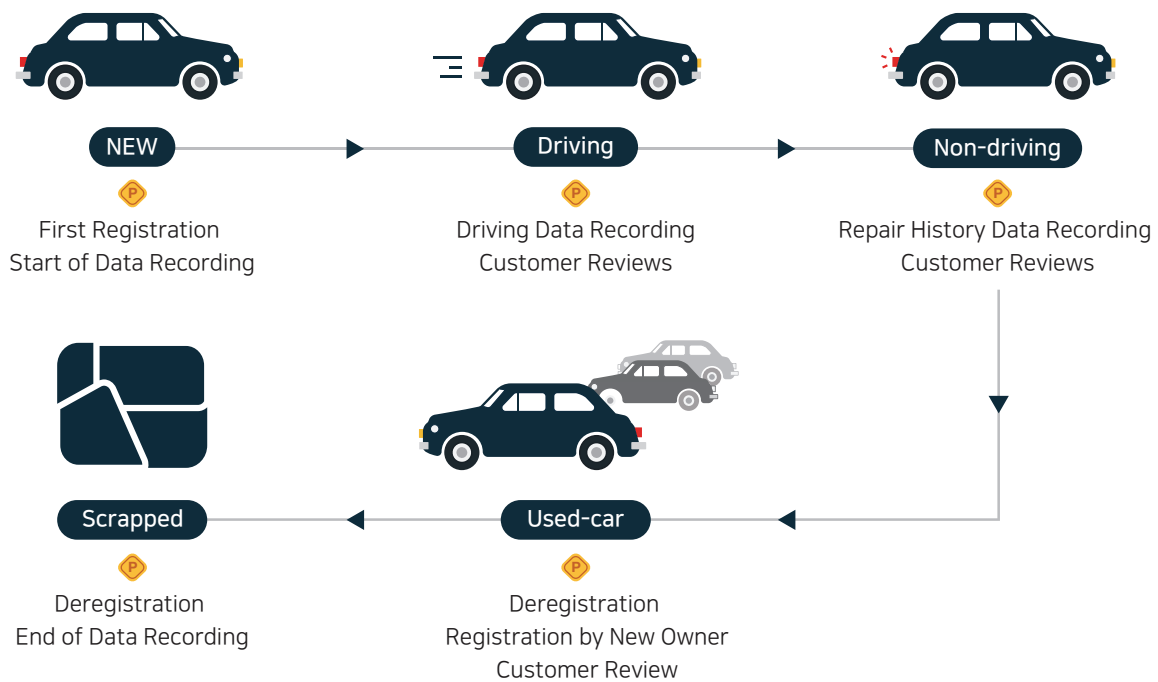 NEW
Driving
Non-driving
P
P
P
First Registration
Start of Data Recording
Driving Data Recording
Customer Reviews
Repair History Data Recording
Customer Reviews
Scrapped
Used-car
P
P
Deregistration
End of Data Recording
Deregistration
Registration by New Owner
Customer Review